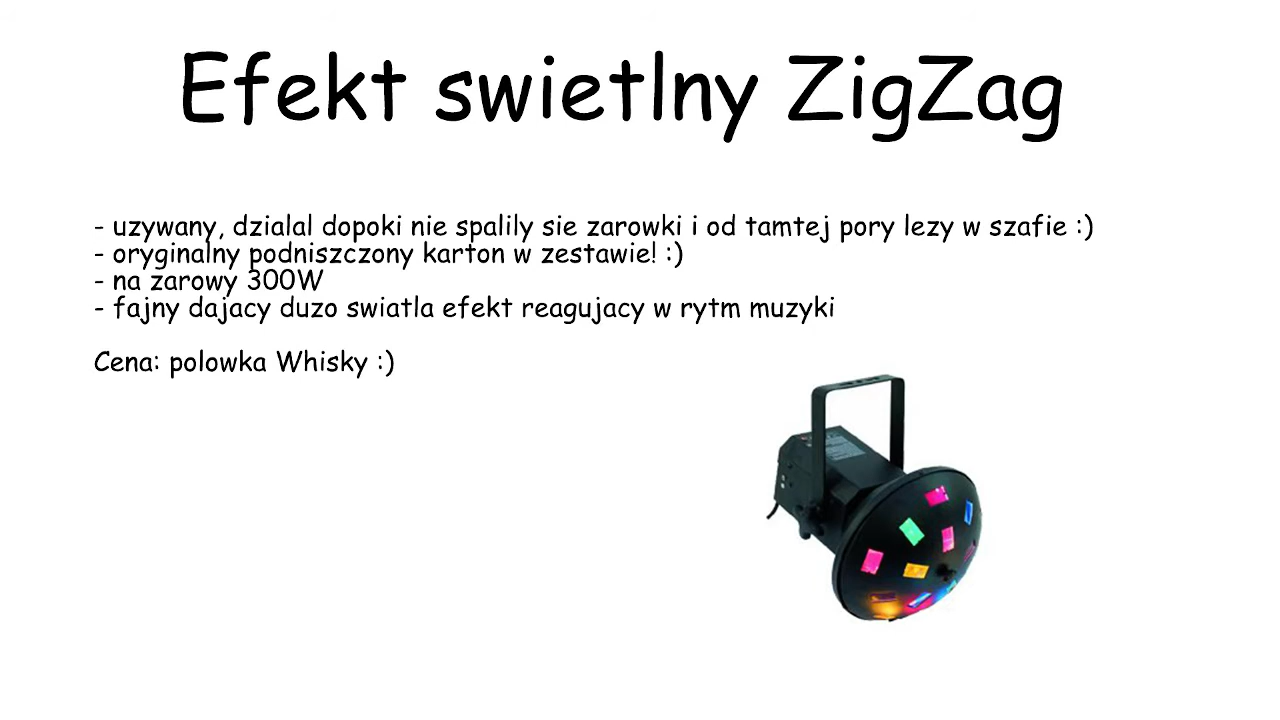 Efekt swietlny ZigZag
- uzywany, dzialal dopoki nie spalily sie zarowki i od tamtej pory lezy w szafie :)
- oryginalny podniszczony karton w zestawie! :)
- na zarowy 300W
- fajny dajacy duzo swiatla efekt reagujacy w rytm muzyki
Cena: polowka Whisky :)